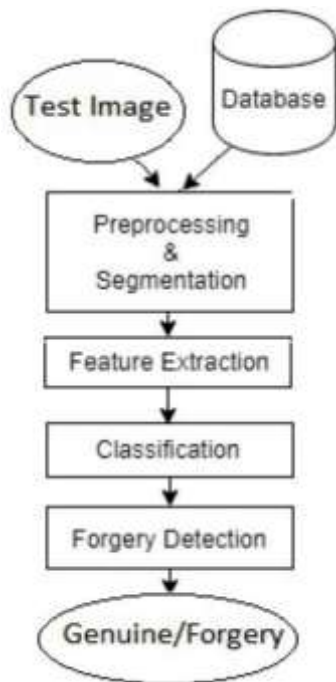 Test Image
Database
Preprocessing
&
Segmentation
Feature Extraction
Classification
Forgery Detection
Genuine/Forgery